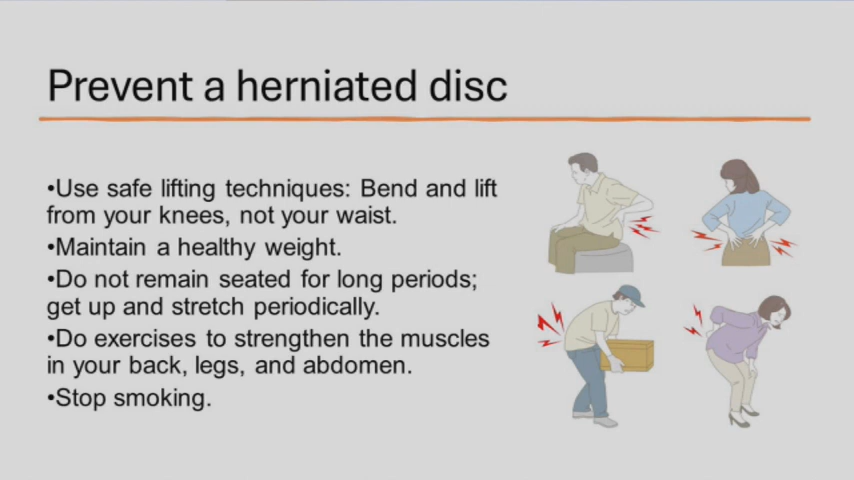 Prevent a herniated disc
•Use safe lifting techniques: Bend and lift
from your knees, not your waist.
•Maintain a healthy weight.
•Do not remain seated for long periods;
get up and stretch periodically.
•Do exercises to strengthen the muscles
in your back, legs, and abdomen.
•Stop smoking.